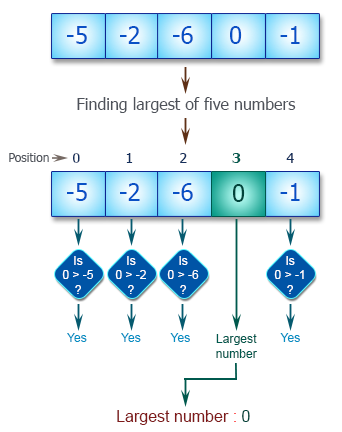 -5 -2 -6 0 -1
Finding largest of five numbers
Position 0 1 2 3 4
-5 -2 -6 0 -1
Is
0 > -5
?
Is
0 > -2
?
Is
0 > -6
?
Is
0 > -1
?
Yes
Yes
Yes
Largest
number
Yes
Largest number : 0